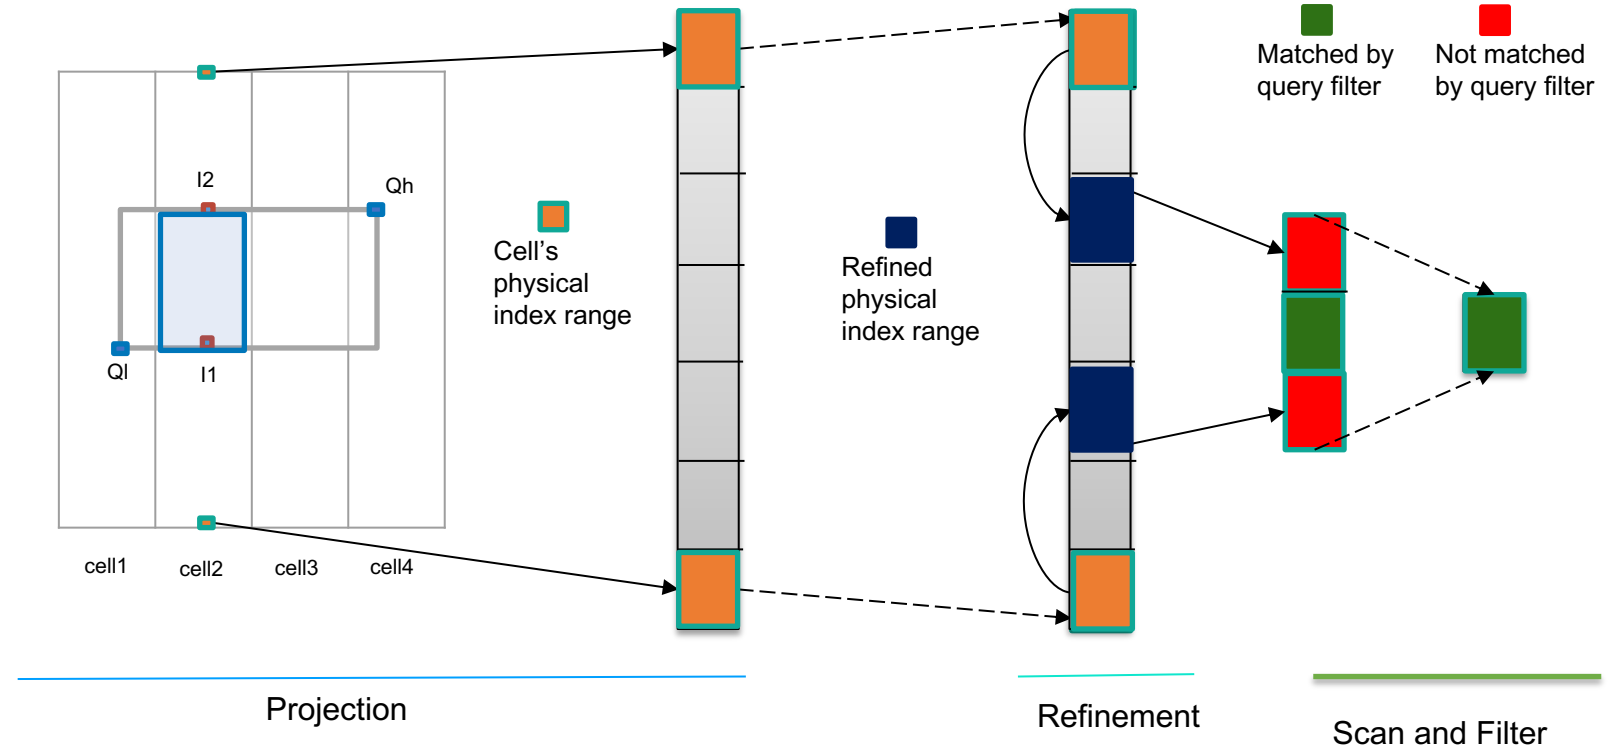 Matched by
query filter
Not matched
by query filter
I2
Qh
Cell's
physical
index range
Refined
physical
index range
Ql
I1
cell1
cell2
cell3
cell4
Projection
Refinement
Scan and Filter